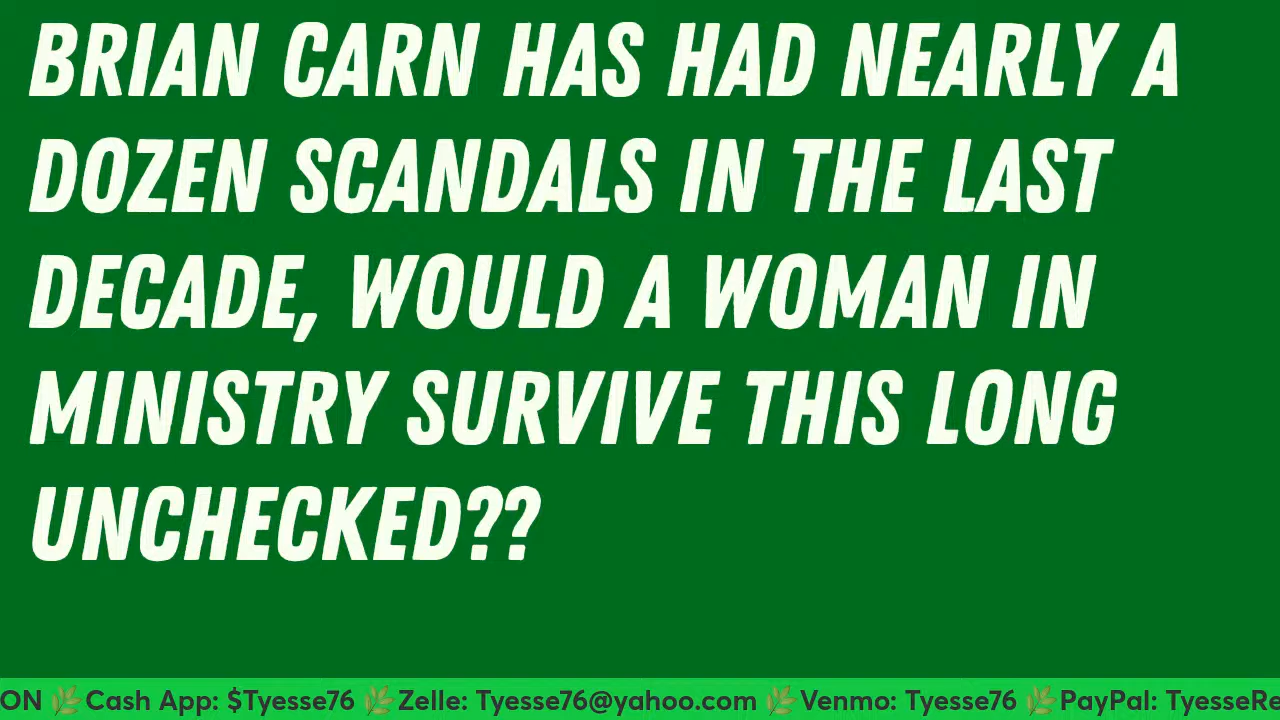 BRIAN CARN HAS HAD NEARLY A
DOZEN SCANDALS IN THE LAST
DECADE, WOULD A WOMAN IN
MINISTRY SURVIVE THIS LONG
UNCHECKED??
ON 🌿 Cash App: $Tyesse76 🌿 Zelle: Tyesse76@yahoo.com 🌿 Venmo: Tyesse76 🌿 PayPal: TyesseRe